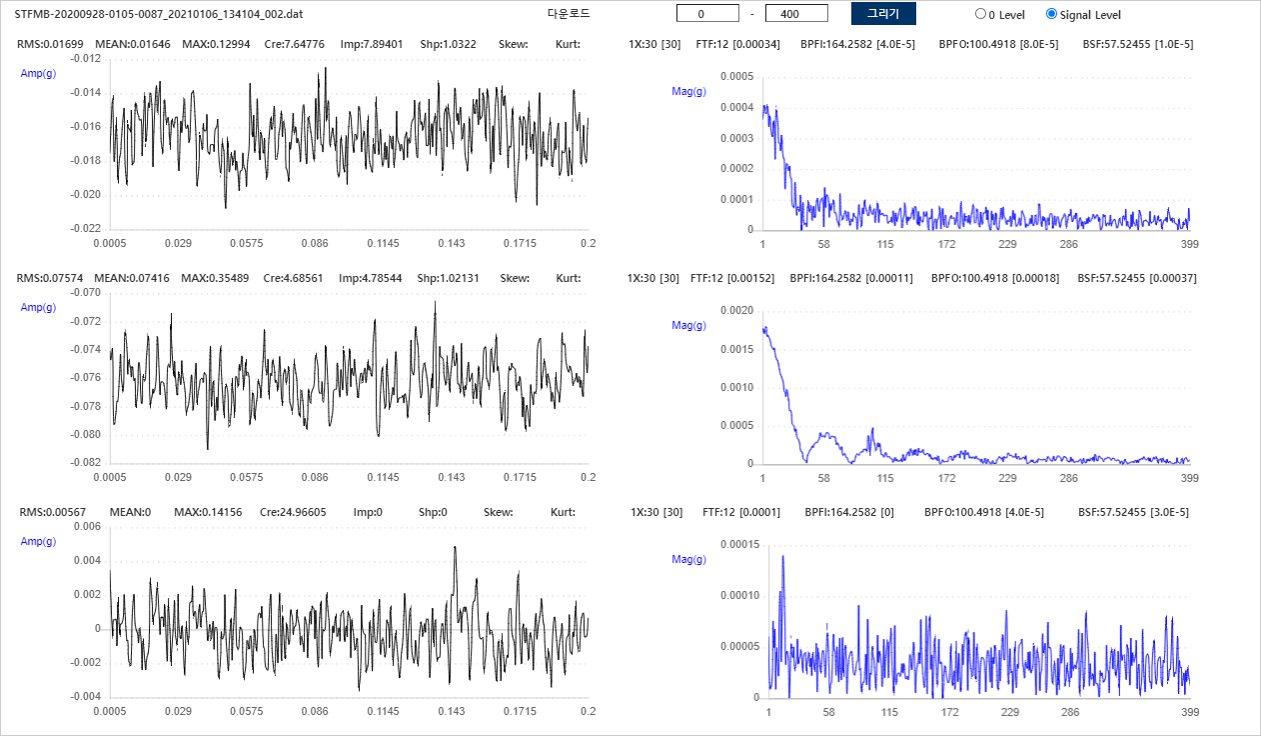 STFMB-20200928-0105-0087_20210106_134104_002.dat 다운로드 0 - 400 그리기 0 Level Signal Level
RMS:0.01699 MEAN:0.01646 MAX:0.12994 Cre:7.64776 Imp:7.89401 Shp:1.0322 Skew: Kurt:
Amp(g)
-0.012
-0.014
-0.016
-0.018
-0.020
-0.022
0.0005 0.029 0.0575 0.086 0.1145 0.143 0.1715 0.2
1X:30 [30] FTF:12 [0.00034] BPFI:164.2582 [4.0E-5] BPFO:100.4918 [8.0E-5] BSF:57.52455 [1.0E-5]
Mag(g)
0.0005
0.0004
0.0003
0.0002
0.0001
0
1 58 115 172 229 286 399
RMS:0.07574 MEAN:0.07416 MAX:0.35489 Cre:4.68561 Imp:4.78544 Shp:1.02131 Skew: Kurt:
Amp(g)
-0.070
-0.072
-0.074
-0.076
-0.078
-0.080
-0.082
0.0005 0.029 0.0575 0.086 0.1145 0.143 0.1715 0.2
1X:30 [30] FTF:12 [0.00152] BPFI:164.2582 [0.00011] BPFO:100.4918 [0.00018] BSF:57.52455 [0.00037]
Mag(g)
0.0020
0.0015
0.0010
0.0005
0
1 58 115 172 229 286 399
RMS:0.00567 MEAN:0 MAX:0.14156 Cre:24.96605 Imp:0 Shp:0 Skew: Kurt:
Amp(g)
0.006
0.004
0.002
0
-0.002
-0.004
0.0005 0.029 0.0575 0.086 0.1145 0.143 0.1715 0.2
1X:30 [30] FTF:12 [0.0001] BPFI:164.2582 [0] BPFO:100.4918 [4.0E-5] BSF:57.52455 [3.0E-5]
Mag(g)
0.00015
0.00010
0.00005
0
1 58 115 172 229 286 399